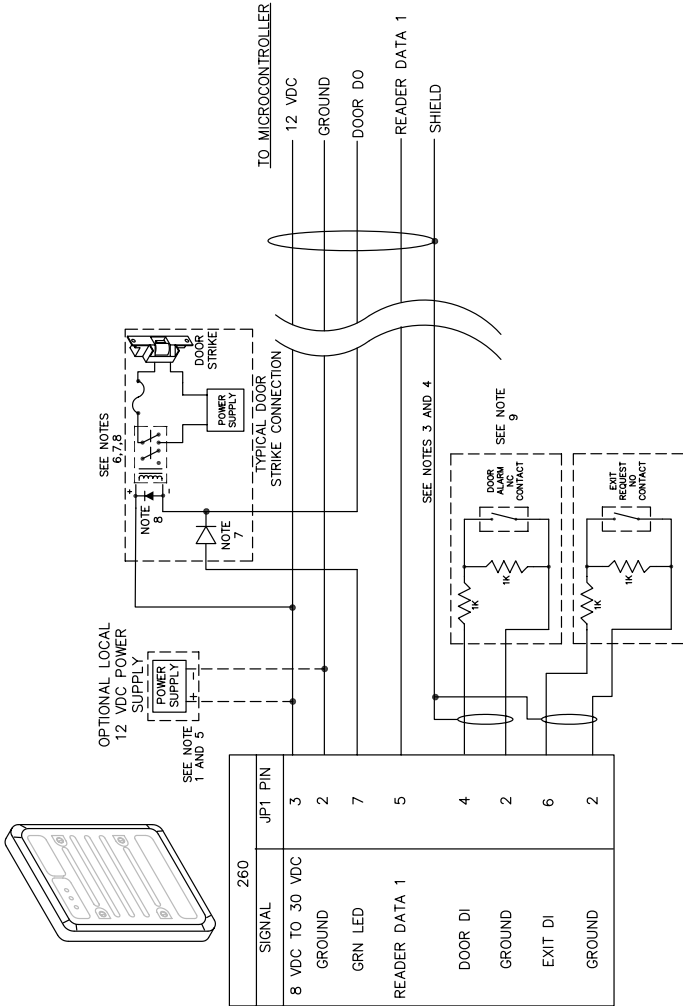 TO MICROCONTROLLER
12 VDC
GROUND
DOOR DO
READER DATA 1
SHIELD
SEE NOTES
6,7,8
+
-
NOTE
8
DOOR
STRIKE
POWER
SUPPLY
TYPICAL DOOR
STRIKE CONNECTION
NOTE
7
OPTIONAL LOCAL
12 VDC POWER
SUPPLY
POWER
SUPPLY
+ -
SEE NOTE
1 AND 5
SEE NOTES 3 AND 4
SEE NOTE
9
DOOR
ALARM
NC
CONTACT
1K
1K
EXIT
REQUEST
NO
CONTACT
1K
1K
260
SIGNAL JP1 PIN
8 VDC TO 30 VDC 3
GROUND 2
GRN LED 7
READER DATA 1 5
DOOR DI 4
GROUND 2
EXIT DI 6
GROUND 2